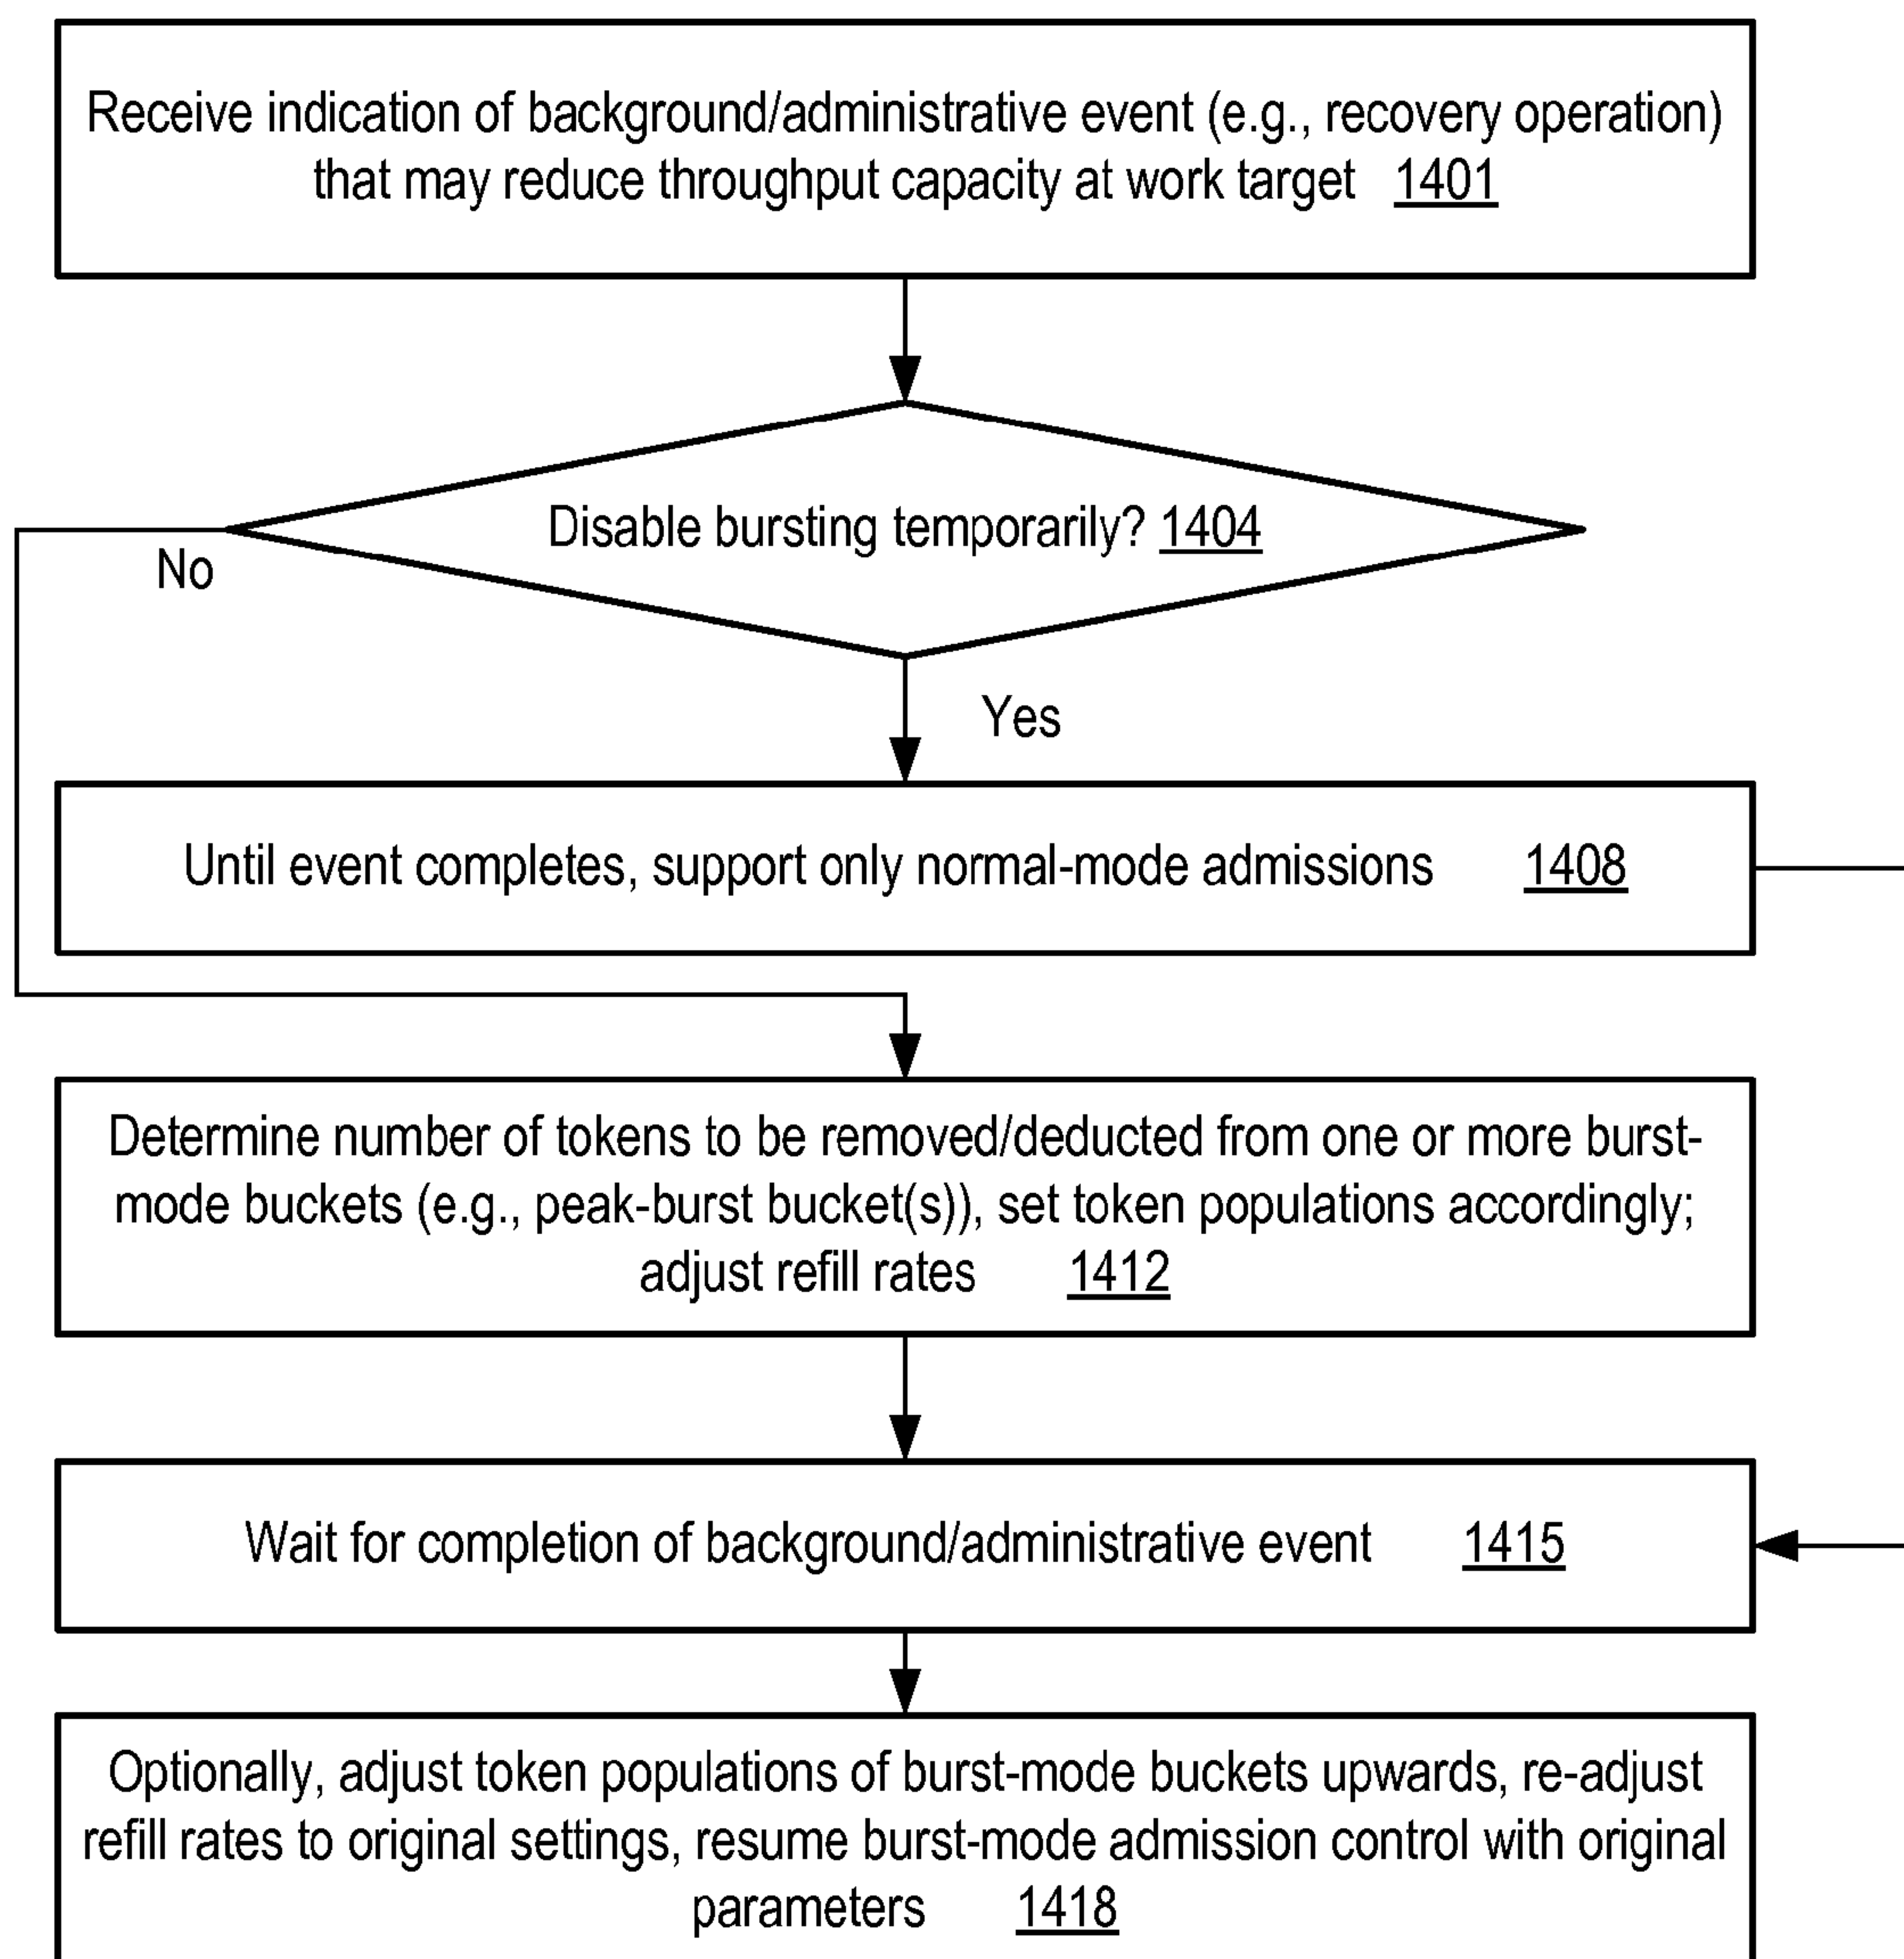 Receive indication of background/administrative event (e.g., recovery operation)
that may reduce throughput capacity at work target 1401
Disable bursting temporarily? 1404
No
Yes
Until event completes, support only normal-mode admissions 1408
Determine number of tokens to be removed/deducted from one or more burst-
mode buckets (e.g., peak-burst bucket(s)), set token populations accordingly;
adjust refill rates 1412
Wait for completion of background/administrative event 1415
Optionally, adjust token populations of burst-mode buckets upwards, re-adjust
refill rates to original settings, resume burst-mode admission control with original
parameters 1418